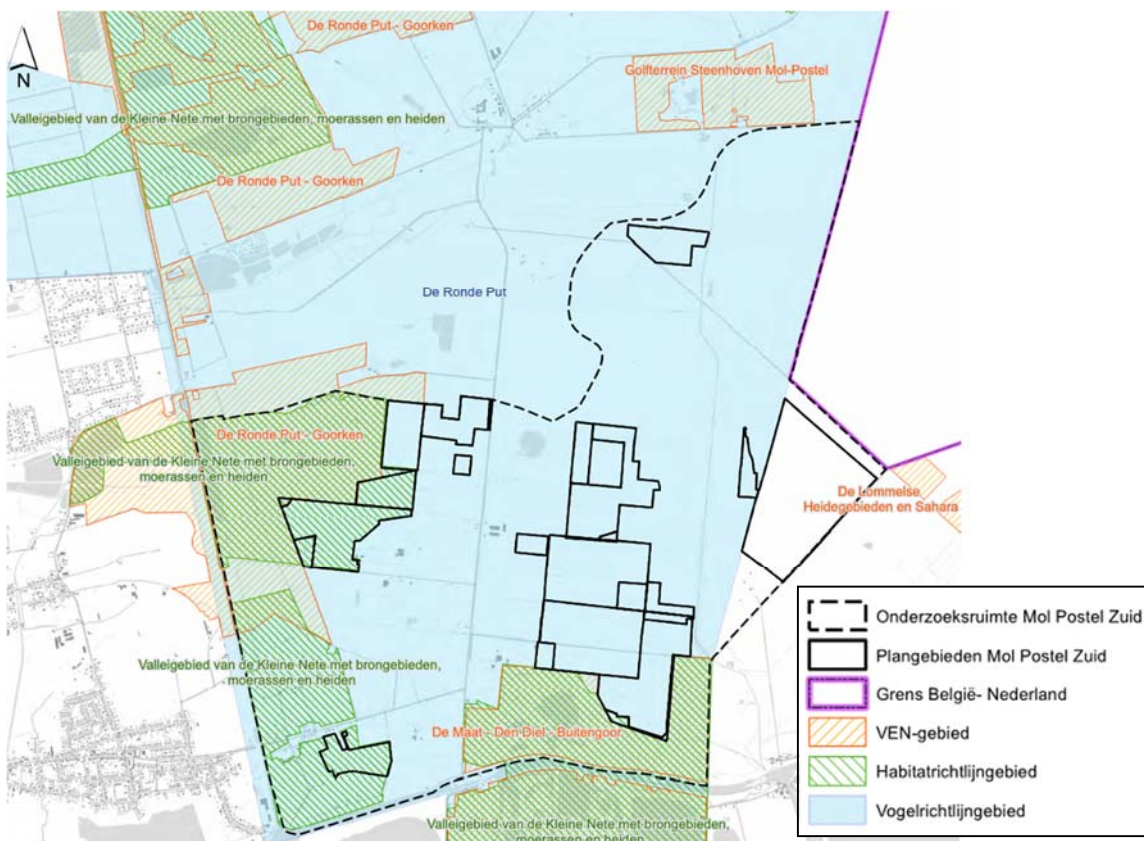 De Ronde Put - Goorken
N
Golfterrein Steenhoven Mol-Postel
Valleigebied van de Kleine Nete met brongebieden, moerassen en heiden
De Ronde Put - Goorken
De Ronde Put
De Ronde Put - Goorken
Valleigebied van de Kleine Nete met brongebieden,
moerassen en heiden
De Lommelse
Heidegebieden en Sahara
Valleigebied van de Kleine Nete met brongebieden,
moerassen en heiden
De Maat - Den Diel - Buitengoor
Valleigebied van de Kleine Nete met brongebieden,
moerassen en heiden
Onderzoeksruimte Mol Postel Zuid
Plangebieden Mol Postel Zuid
Grens België- Nederland
VEN-gebied
Habitatrichtlijngebied
Vogelrichtlijngebied